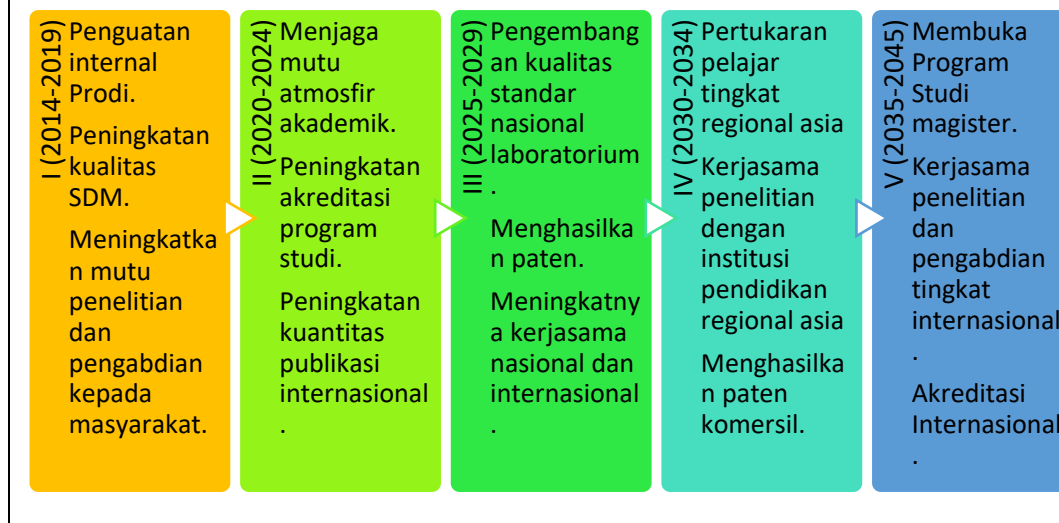 I (2014-2019)
Penguatan
internal
Prodi.
Peningkatan
kualitas
SDM.
Meningkatka
n mutu
penelitian
dan
pengabdian
kepada
masyarakat.
II (2020-2024)
Menjaga
mutu
atmosfir
akademik.
Peningkatan
akreditasi
program
studi.
Peningkatan
kuantitas
publikasi
internasional
.
III (2025-2029)
Pengembang
an kualitas
standar
nasional
laboratorium
.
Menghasilka
n paten.
Meningkatny
a kerjasama
nasional dan
internasional
.
IV (2030-2034)
Pertukaran
pelajar
tingkat
regional asia
Kerjasama
penelitian
dengan
institusi
pendidikan
regional asia
Menghasilka
n paten
komersil.
V (2035-2045)
Membuka
Program
Studi
magister.
Kerjasama
penelitian
dan
pengabdian
tingkat
internasional
.
Akreditasi
Internasional
.